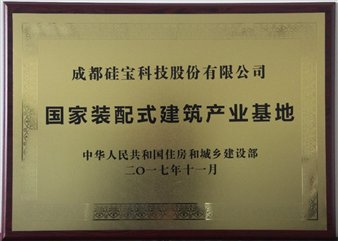 成都硅宝科技股份有限公司
国家装配式建筑产业基地
中华人民共和国住房和城乡建设部
二〇一七年十一月